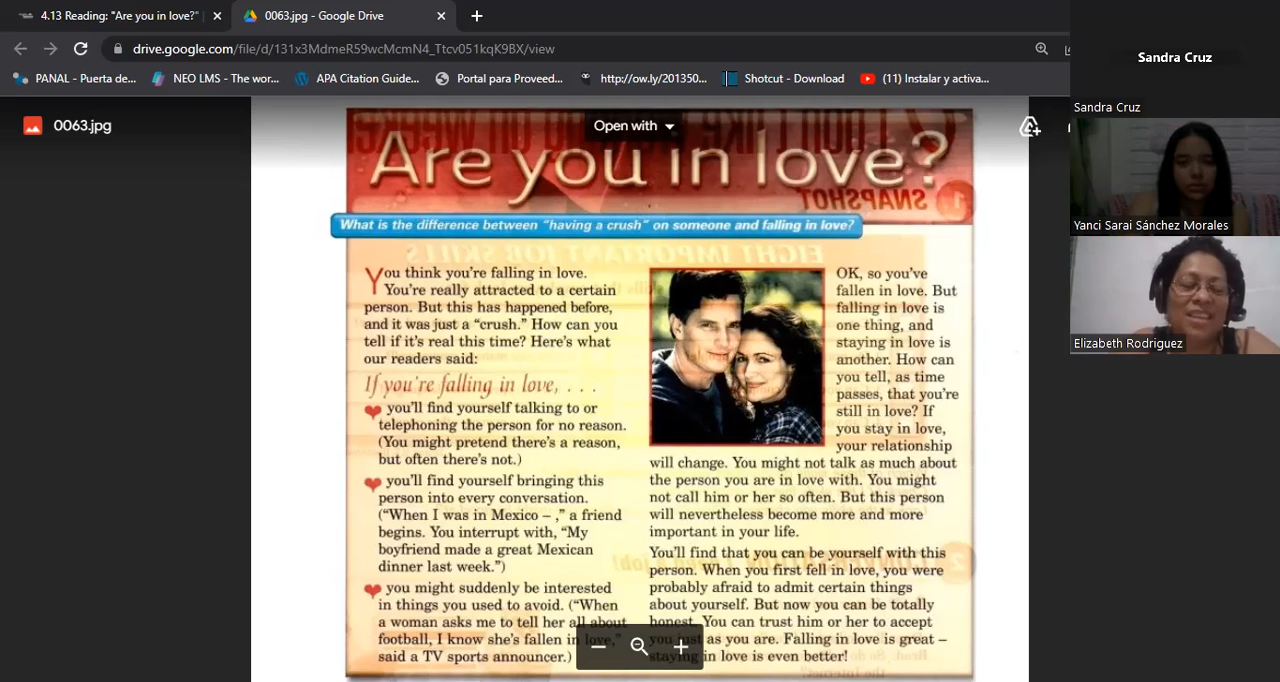 4.13 Reading: "Are you in love?"
0063.jpg - Google Drive
drive.google.com/file/d/131x3MdmeR59wcMcmN4_Ttcv051kqK9BX/view
PANAL - Puerta de...
NEO LMS - The wor...
APA Citation Guide...
Portal para Proveed...
http://ow.ly/201350...
Shotcut - Download
(11) Instalar y activa...
0063.jpg
Open with
Are you in love?
SNAPSHOT
What is the difference between "having a crush" on someone and falling in love?
You think you're falling in love.
You're really attracted to a certain
person. But this has happened before,
and it was just a "crush." How can you
tell if it's real this time? Here's what
our readers said:
If you're falling in love, . . .
you'll find yourself talking to or
telephoning the person for no reason.
(You might pretend there's a reason,
but often there's not.)
you'll find yourself bringing this
person into every conversation.
("When I was in Mexico – ," a friend
begins. You interrupt with, "My
boyfriend made a great Mexican
dinner last week.")
you might suddenly be interested
in things you used to avoid. ("When
a woman asks me to tell her all about
football, I know she's fallen in love,"
said a TV sports announcer.)
OK, so you've
fallen in love. But
falling in love is
one thing, and
staying in love is
another. How can
you tell, as time
passes, that you're
still in love? If
you stay in love,
your relationship
will change. You might not talk as much about
the person you are in love with. You might
not call him or her so often. But this person
will nevertheless become more and more
important in your life.
You'll find that you can be yourself with this
person. When you first fell in love, you were
probably afraid to admit certain things
about yourself. But now you can be totally
honest. You can trust him or her to accept
you just as you are. Falling in love is great –
staying in love is even better!
Sandra Cruz
Sandra Cruz
Yanci Sarai Sánchez Morales
Elizabeth Rodriguez